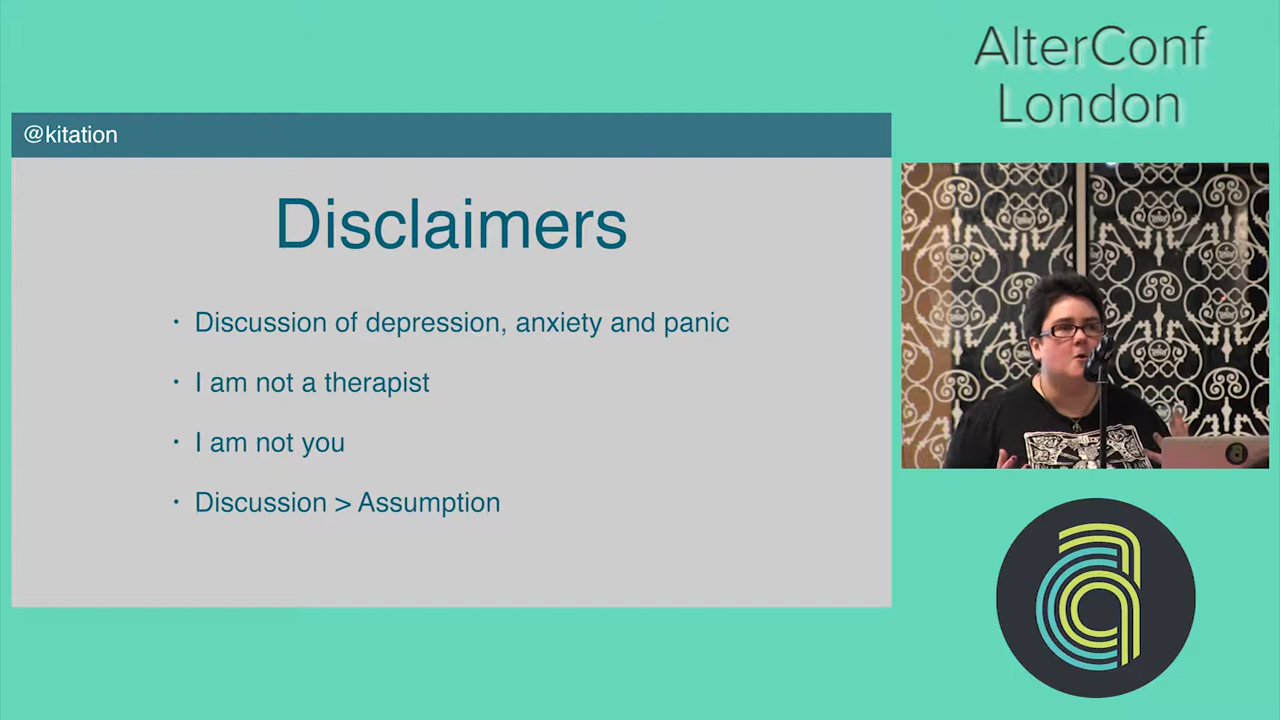 AlterConf
London
@kitation
Disclaimers
· Discussion of depression, anxiety and panic
· I am not a therapist
· I am not you
· Discussion > Assumption